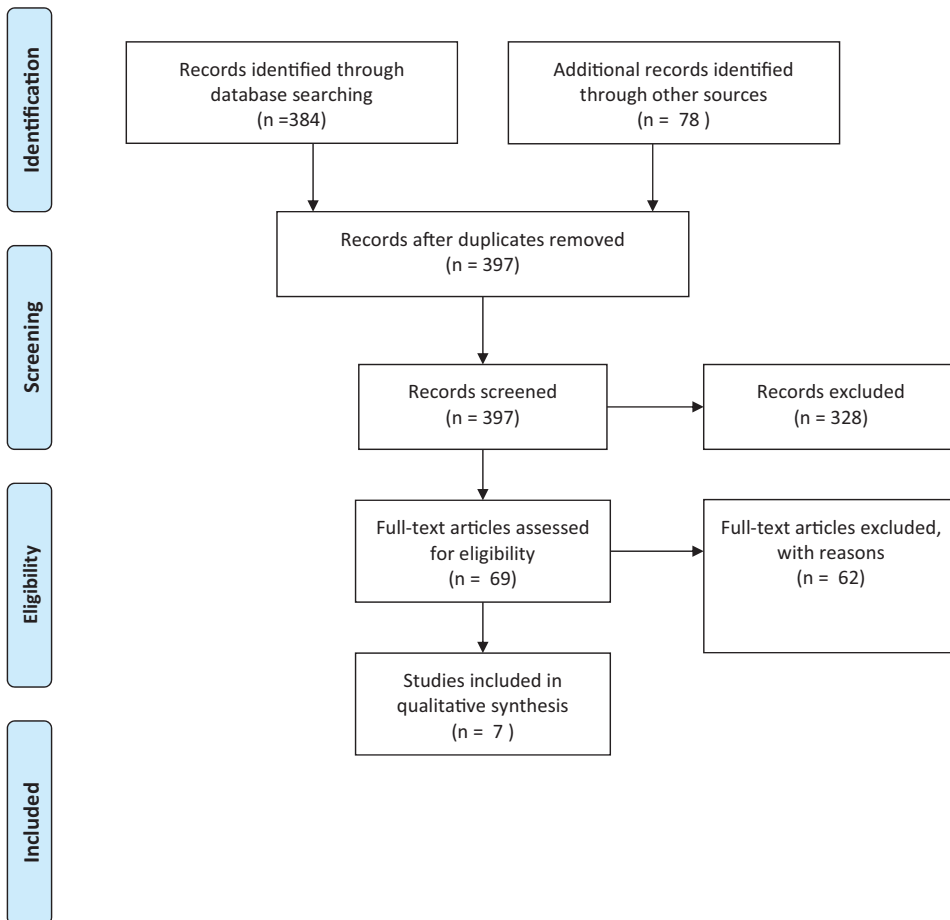 Identification
Records identified through
database searching
(n =384)
Additional records identified
through other sources
(n = 78 )
Records after duplicates removed
(n = 397)
Screening
Records screened
(n = 397)
Records excluded
(n = 328)
Eligibility
Full-text articles assessed
for eligibility
(n = 69)
Full-text articles excluded,
with reasons
(n = 62)
Studies included in
qualitative synthesis
(n = 7 )
Included